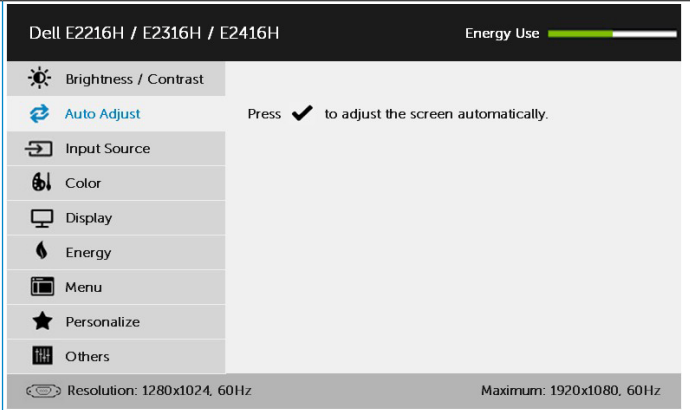 Dell E2216H / E2316H / E2416H
Energy Use
Brightness / Contrast
Auto Adjust
Press to adjust the screen automatically.
Input Source
Color
Display
Energy
Menu
Personalize
Others
Resolution: 1280x1024, 60Hz
Maximum: 1920x1080, 60Hz